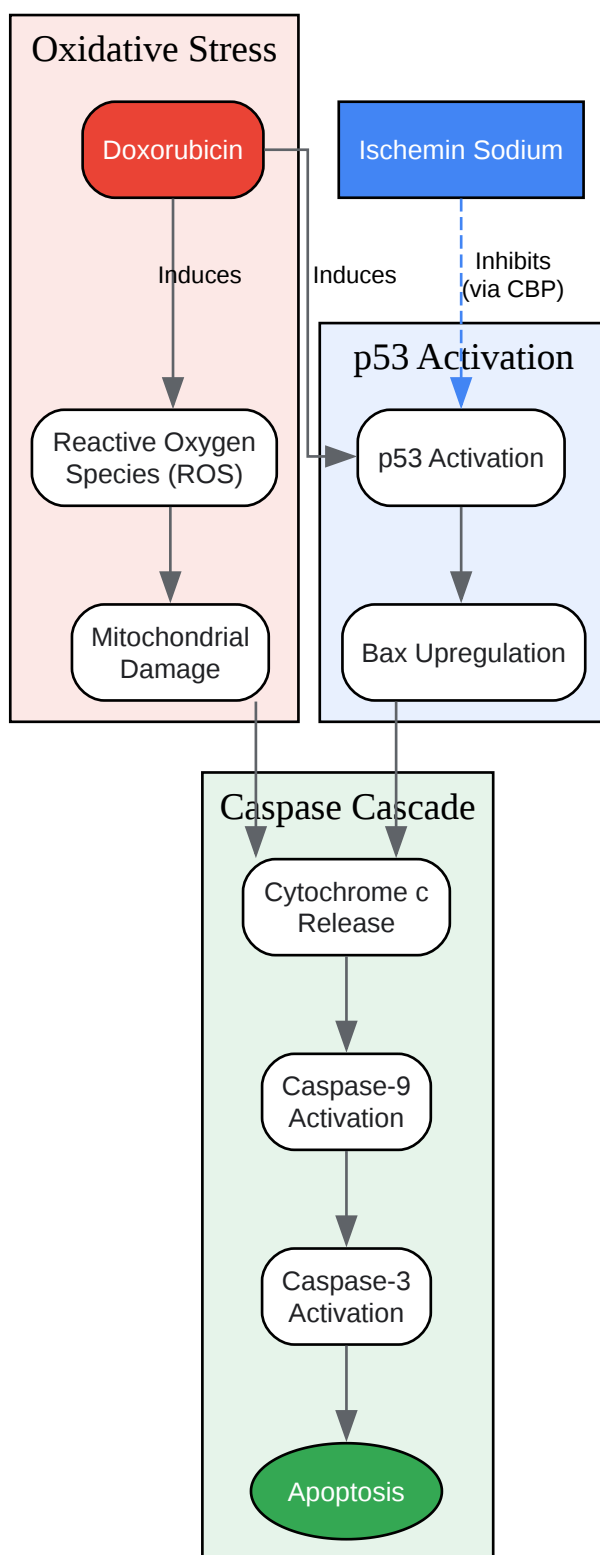 Oxidative Stress
Doxorubicin
Ischemin Sodium
Induces
Induces
Inhibits
(via CBP)
p53 Activation
Reactive Oxygen
Species (ROS)
p53 Activation
Mitochondrial
Damage
Bax Upregulation
Caspase Cascade
Cytochrome c
Release
Caspase-9
Activation
Caspase-3
Activation
Apoptosis